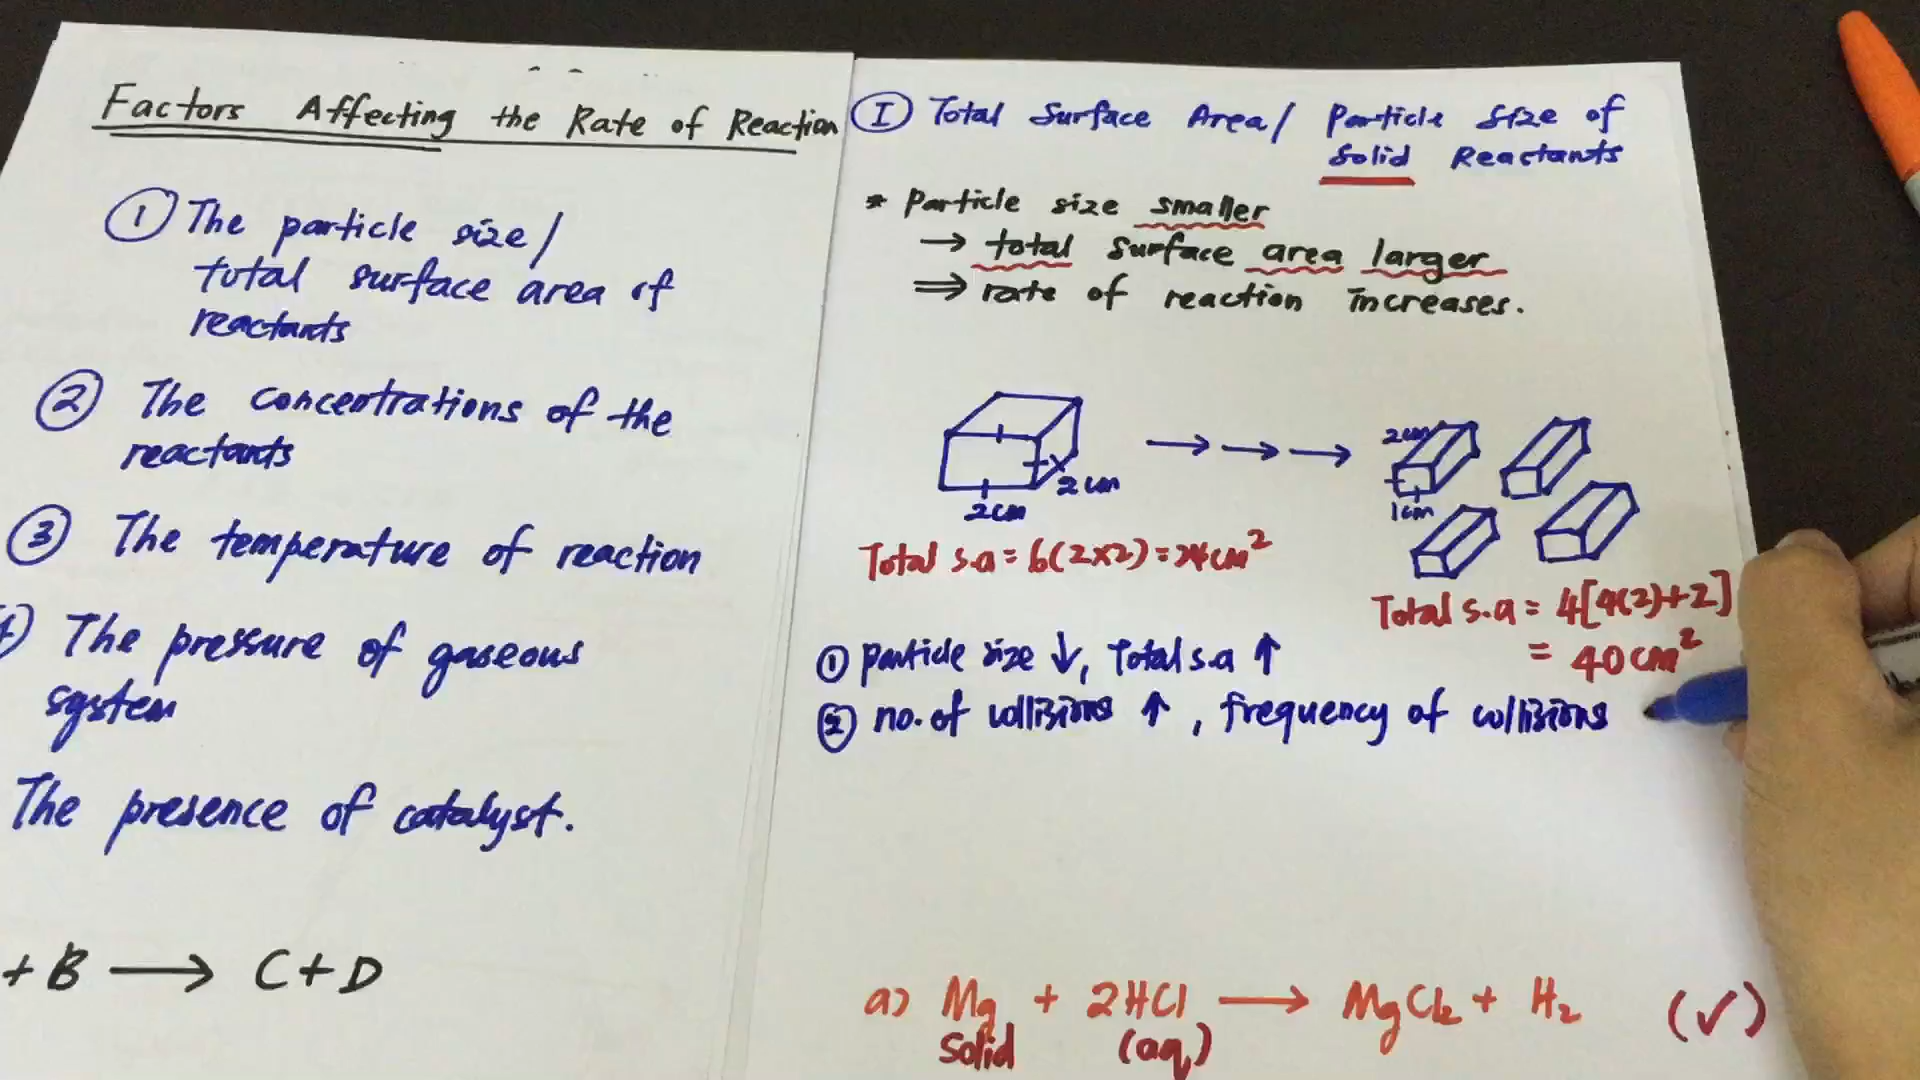 Factors Affecting the Rate of Reaction
① The particle size/
total surface area of
reactants
② The concentrations of the
reactants
③ The temperature of reaction
The pressure of gaseous
system
The presence of catalyst.
+ B ⟶ C+D
Ⓘ Total Surface Area/ Particle Size of
Solid Reactants
* Particle size smaller
→ total surface area larger
⇒ rate of reaction increases.
2cm
2cm
2cm
1cm
Total s.a = 6(2×2) = 24cm²
Total s.a = 4[4(2)+2]
= 40cm²
① particle size ↓, Total s.a ↑
② no. of collisions ↑, frequency of collisions
a) Mg + 2HCl ⟶ MgCl₂ + H₂ (✓)
Solid (aq)